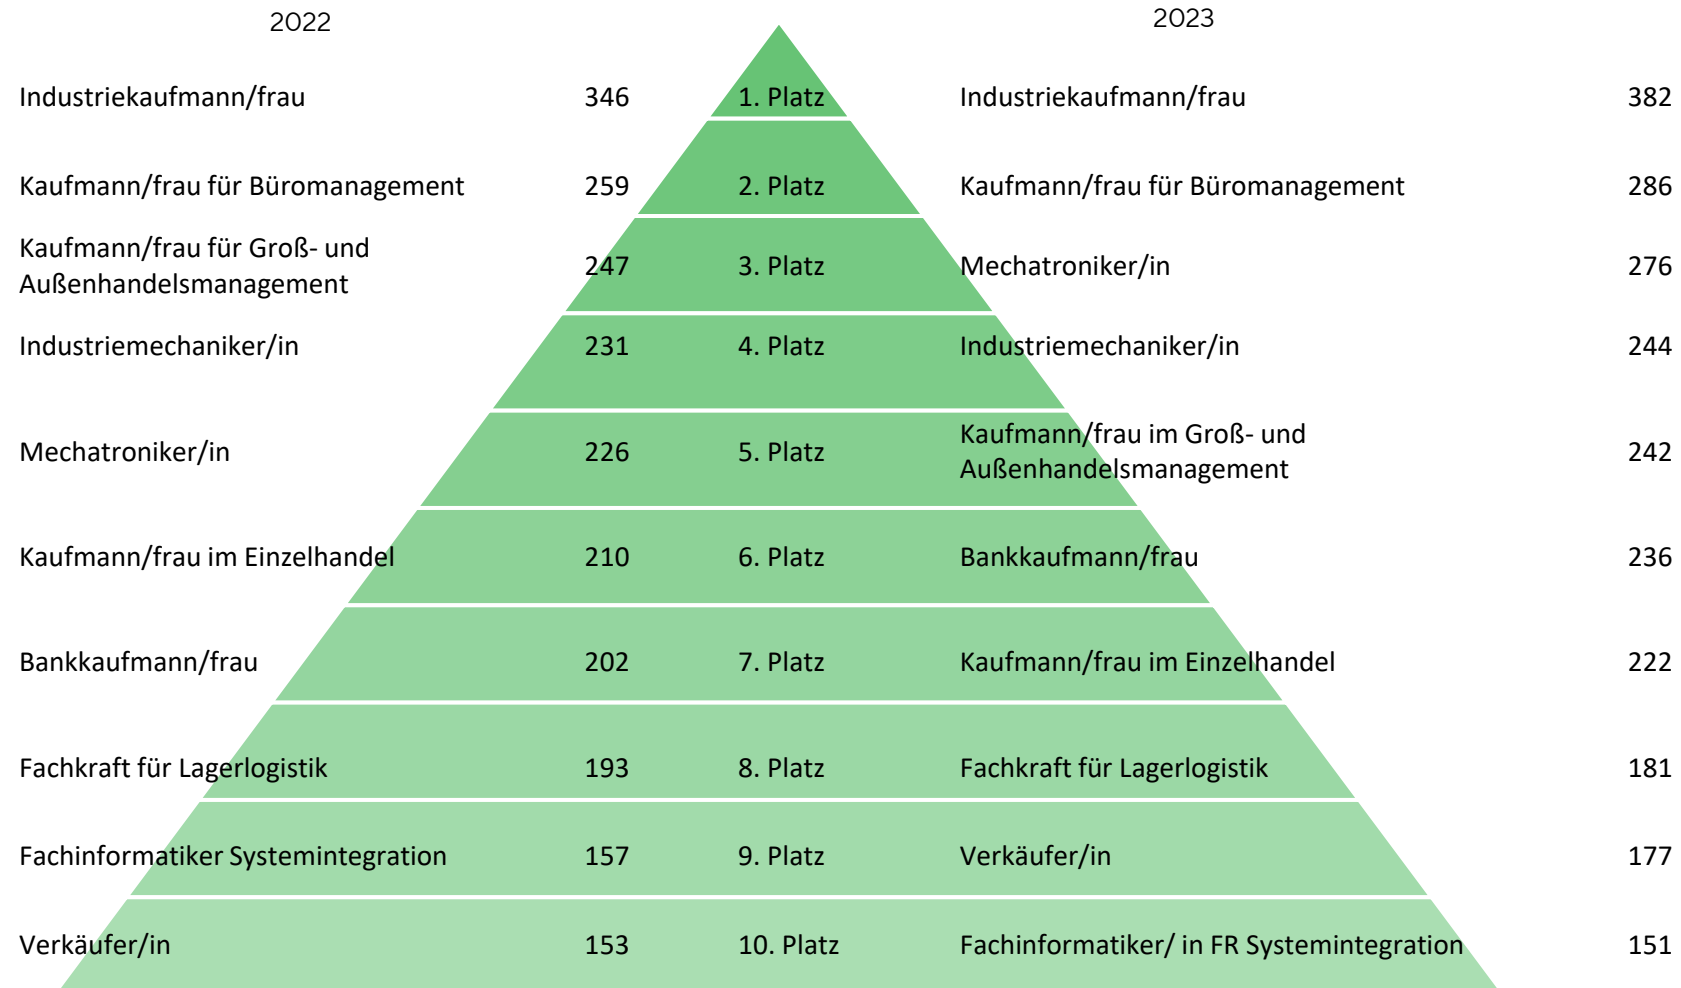 2022 2023
Industriekaufmann/frau 346 1. Platz Industriekaufmann/frau 382
Kaufmann/frau für Büromanagement 259 2. Platz Kaufmann/frau für Büromanagement 286
Kaufmann/frau für Groß- und
Außenhandelsmanagement 247 3. Platz Mechatroniker/in 276
Industriemechaniker/in 231 4. Platz Industriemechaniker/in 244
Mechatroniker/in 226 5. Platz Kaufmann/frau im Groß- und
Außenhandelsmanagement 242
Kaufmann/frau im Einzelhandel 210 6. Platz Bankkaufmann/frau 236
Bankkaufmann/frau 202 7. Platz Kaufmann/frau im Einzelhandel 222
Fachkraft für Lagerlogistik 193 8. Platz Fachkraft für Lagerlogistik 181
Fachinformatiker Systemintegration 157 9. Platz Verkäufer/in 177
Verkäufer/in 153 10. Platz Fachinformatiker/ in FR Systemintegration 151